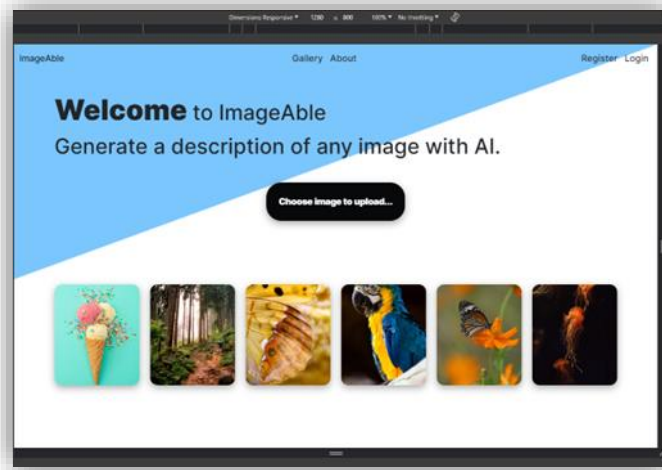 Dimensions: Responsive 1280 x 800 100% No throttling
ImageAble Gallery About Register Login
Welcome to ImageAble
Generate a description of any image with AI.
Choose image to upload...